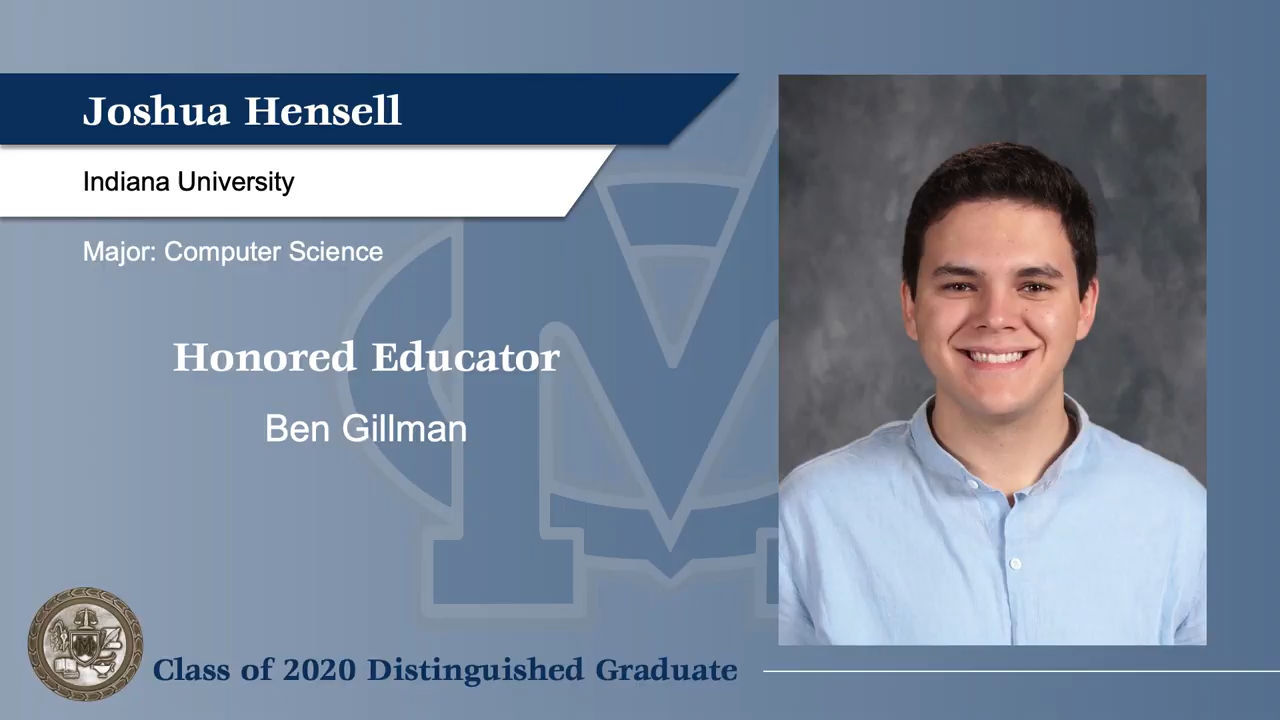 Joshua Hensell
Indiana University
Major: Computer Science
Honored Educator
Ben Gillman
Class of 2020 Distinguished Graduate